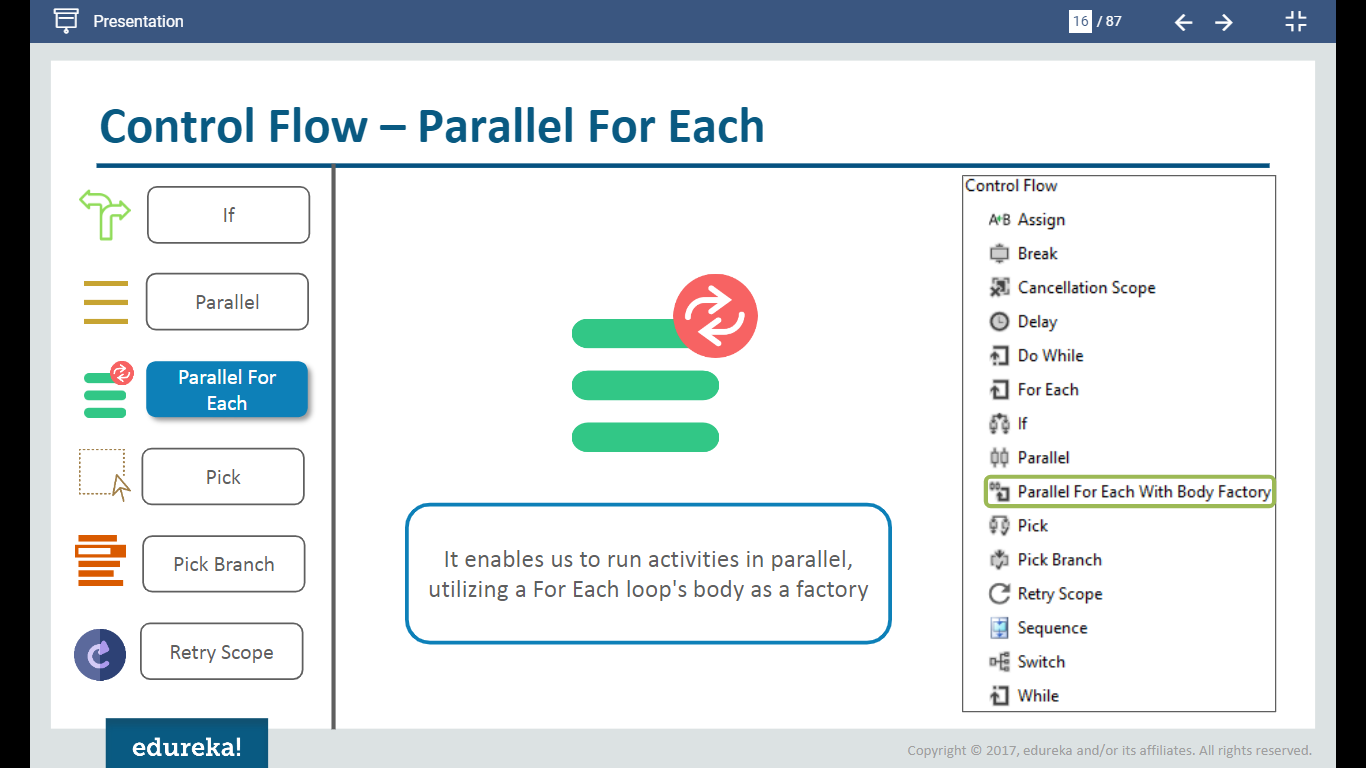 Presentation
16 / 87
Control Flow – Parallel For Each
If
Parallel
Parallel For
Each
Pick
Pick Branch
Retry Scope
It enables us to run activities in parallel,
utilizing a For Each loop's body as a factory
Control Flow
A+B Assign
Break
Cancellation Scope
Delay
Do While
For Each
If
Parallel
Parallel For Each With Body Factory
Pick
Pick Branch
Retry Scope
Sequence
Switch
While
edureka!
Copyright © 2017, edureka and/or its affiliates. All rights reserved.